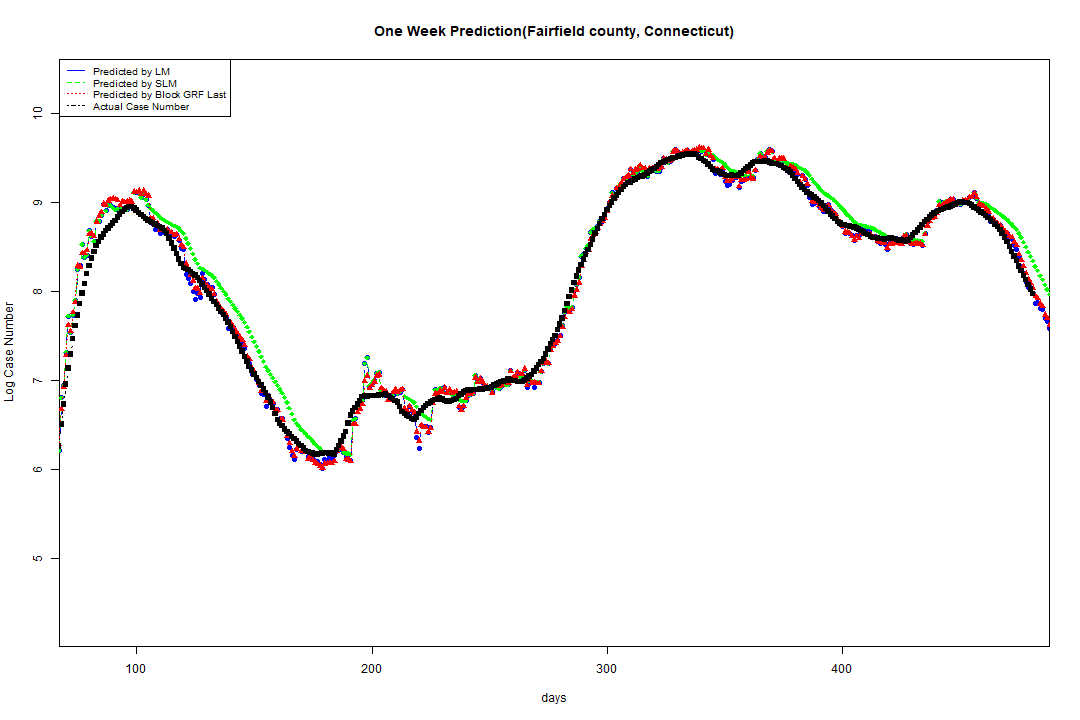 One Week Prediction(Fairfield county, Connecticut)
Predicted by LM
Predicted by SLM
Predicted by Block GRF Last
Actual Case Number
10
9
8
7
6
5
Log Case Number
100
200
300
400
days